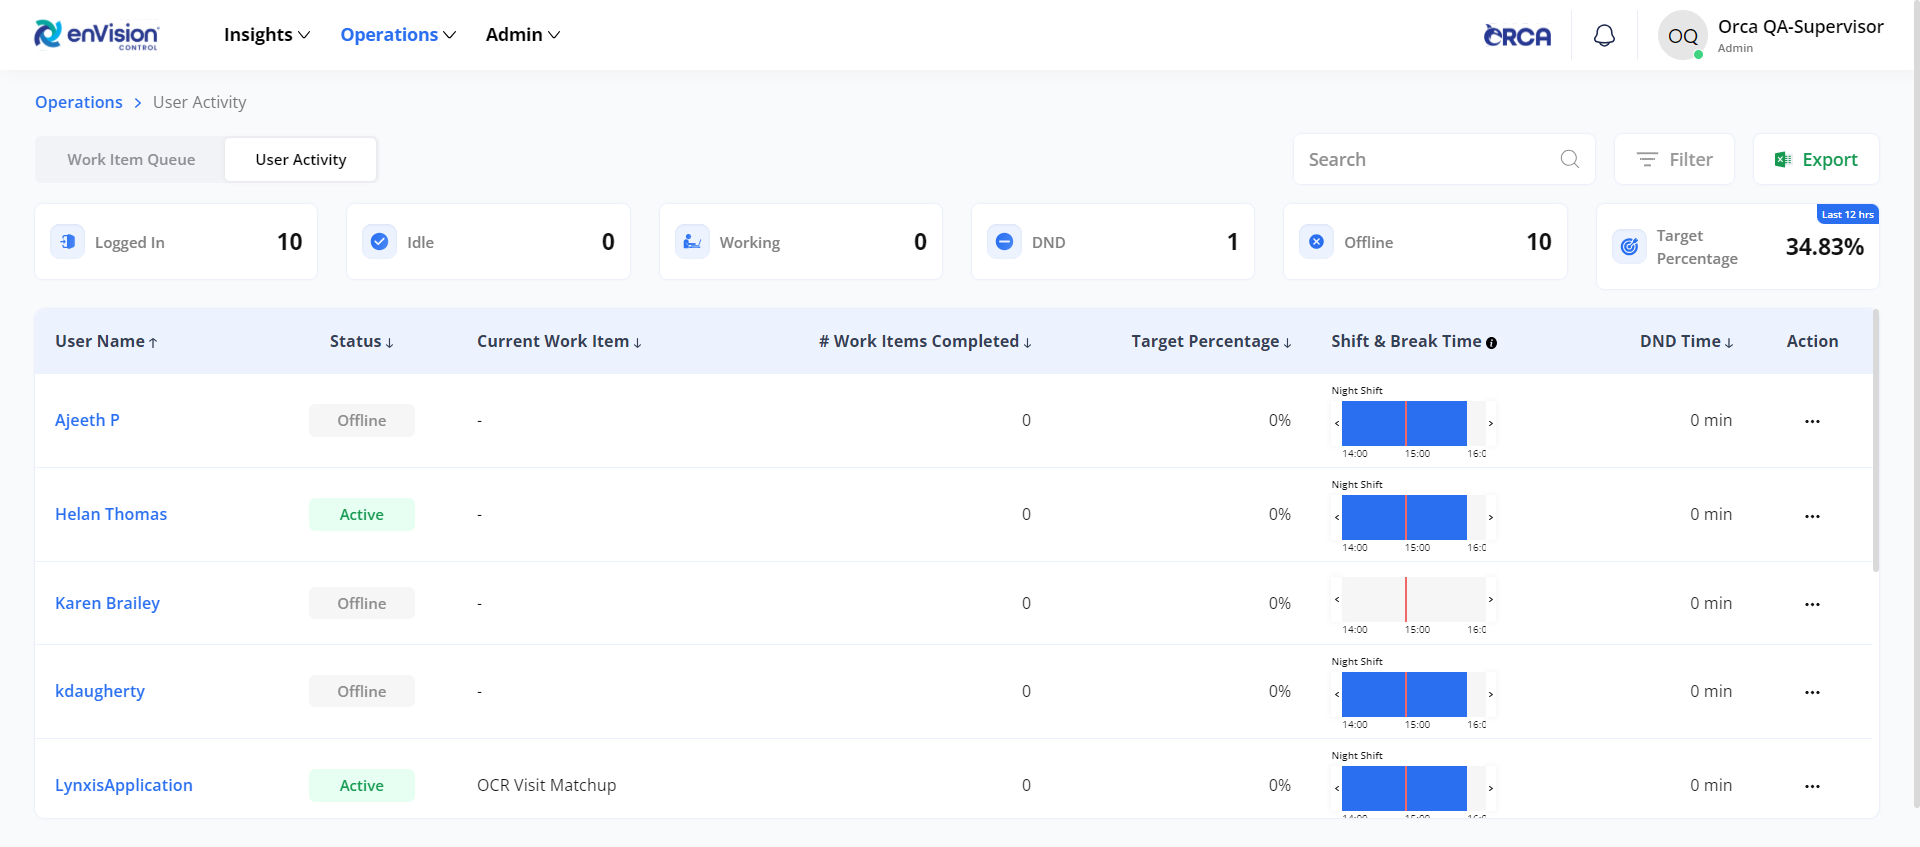 enVision CONTROL Insights Operations Admin ORCA OQ Orca QA-Supervisor
Admin
Operations > User Activity
Work Item Queue User Activity Search Filter Export
Logged In 10 Idle 0 Working 0 DND 1 Offline 10 Target Percentage 34.83% Last 12 hrs
User Name ↑ Status ↓ Current Work Item ↓ # Work Items Completed ↓ Target Percentage ↓ Shift & Break Time DND Time ↓ Action
Night Shift
Ajeeth P Offline - 0 0% < > 0 min ...
14:00 15:00 16:0
Night Shift
Helan Thomas Active - 0 0% < > 0 min ...
14:00 15:00 16:0
Karen Brailey Offline - 0 0% < > 0 min ...
14:00 15:00 16:0
Night Shift
kdaugherty Offline - 0 0% < > 0 min ...
14:00 15:00 16:0
Night Shift
LynxisApplication Active OCR Visit Matchup 0 0% < > 0 min ...